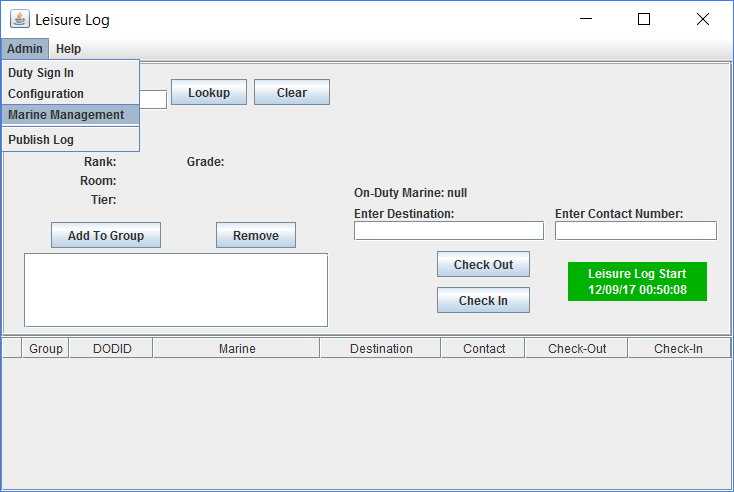 Leisure Log
Admin Help
Duty Sign In
Configuration
Marine Management
Publish Log
Lookup Clear
Rank: Grade:
Room:
Tier:
On-Duty Marine: null
Enter Destination: Enter Contact Number:
Add To Group Remove
Check Out
Check In
Leisure Log Start
12/09/17 00:50:08
Group DODID Marine Destination Contact Check-Out Check-In